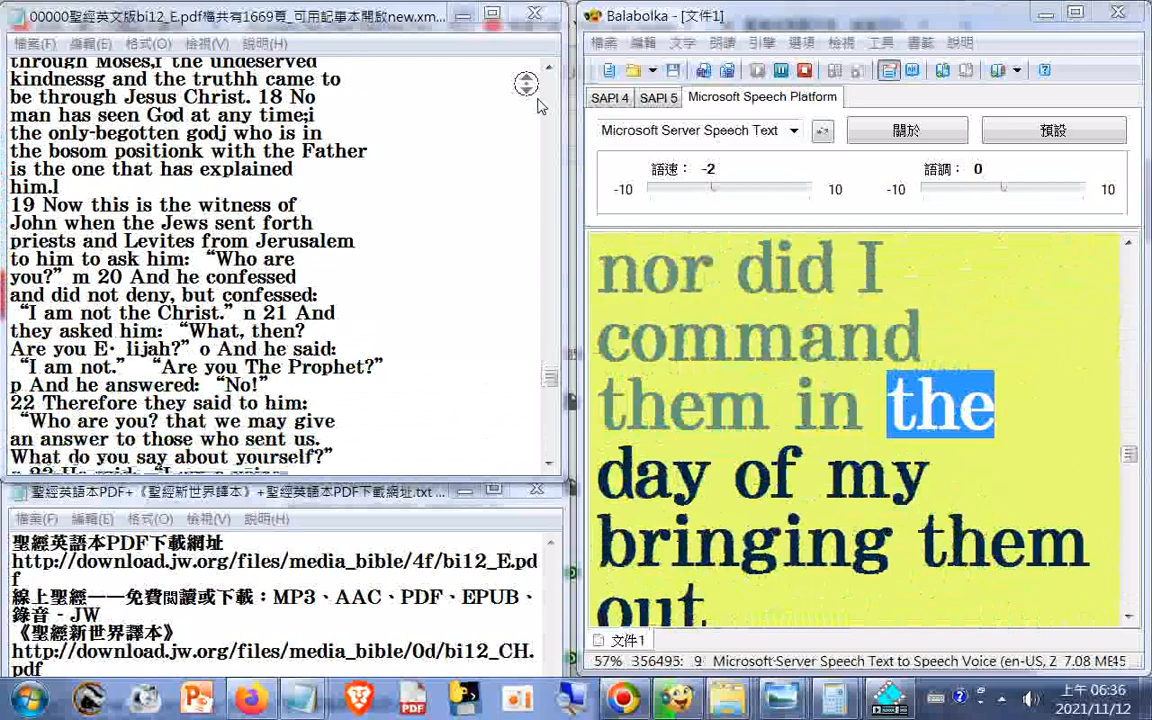 00000聖經英文版bi12_E.pdf檔共有1669頁_可用記事本開啟new.xm...
檔案(F) 編輯(E) 格式(O) 檢視(V) 說明(H)
through Moses,f the undeserved
kindnessg and the truthh came to
be through Jesus Christ. 18 No
man has seen God at any time;i
the only-begotten godj who is in
the bosom positionk with the Father
is the one that has explained
him.l
19 Now this is the witness of
John when the Jews sent forth
priests and Levites from Jerusalem
to him to ask him: “Who are
you?” m 20 And he confessed
and did not deny, but confessed:
“I am not the Christ.” n 21 And
they asked him: “What, then?
Are you E· lijah?” o And he said:
“I am not.” “Are you The Prophet?”
p And he answered: “No!”
22 Therefore they said to him:
“Who are you? that we may give
an answer to those who sent us.
What do you say about yourself?”
聖經英語本PDF+《聖經新世界譯本》+聖經英語本PDF下載網址.txt ...
檔案(F) 編輯(E) 格式(O) 檢視(V) 說明(H)
聖經英語本PDF下載網址
http://download.jw.org/files/media_bible/4f/bi12_E.pd
f
線上聖經──免費閱讀或下載：MP3、AAC、PDF、EPUB、
錄音 - JW
《聖經新世界譯本》
http://download.jw.org/files/media_bible/0d/bi12_CH.
pdf
Balabolka - [文件1]
檔案 編輯 文字 朗讀 引擎 選項 檢視 工具 書籤 說明
SAPI 4 SAPI 5 Microsoft Speech Platform
Microsoft Server Speech Text 關於 預設
語速： -2 語調： 0
-10 10 -10 10
nor did I
command
them in the
day of my
bringing them
out.
文件1
57% 356495: 9 Microsoft Server Speech Text to Speech Voice (en-US, Z 7.08 MB
上午 06:36
2021/11/12